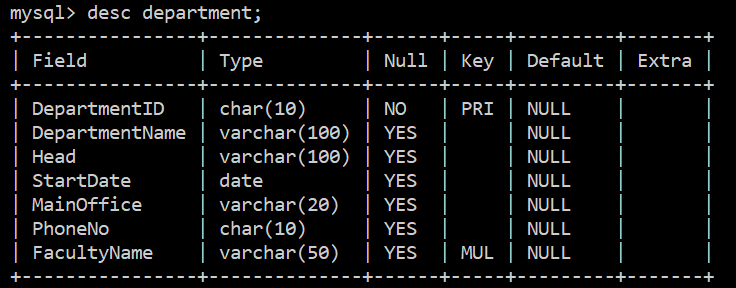 mysql> desc department;
+----------------+--------------+------+-----+---------+-------+
| Field          | Type         | Null | Key | Default | Extra |
+----------------+--------------+------+-----+---------+-------+
| DepartmentID   | char(10)     | NO   | PRI | NULL    |       |
| DepartmentName | varchar(100) | YES  |     | NULL    |       |
| Head           | varchar(100) | YES  |     | NULL    |       |
| StartDate      | date         | YES  |     | NULL    |       |
| MainOffice     | varchar(20)  | YES  |     | NULL    |       |
| PhoneNo        | char(10)     | YES  |     | NULL    |       |
| FacultyName    | varchar(50)  | YES  | MUL | NULL    |       |
+----------------+--------------+------+-----+---------+-------+